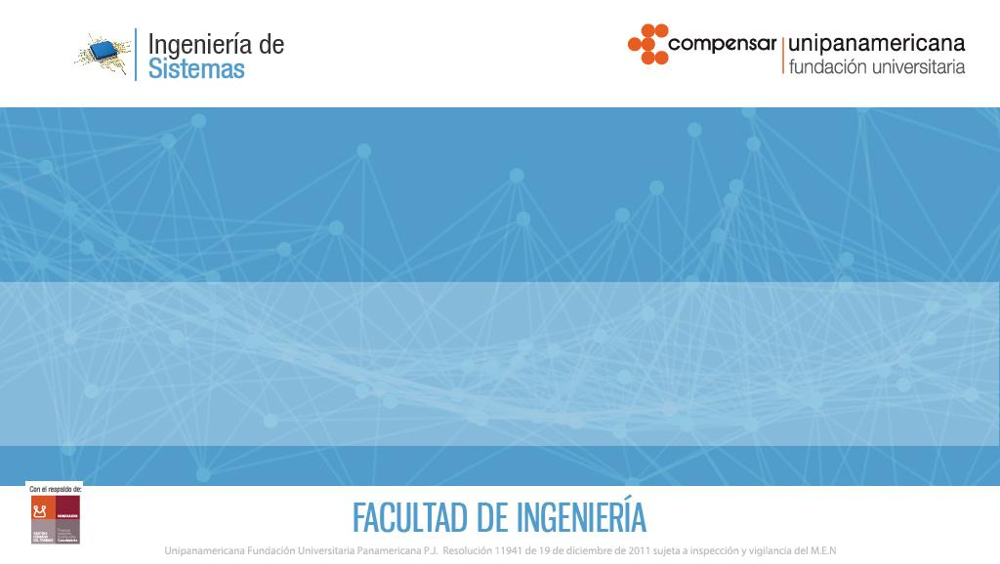 Ingeniería de
Sistemas
compensar
unipanamericana
fundación universitaria
Con el respaldo de:
FACULTAD DE INGENIERÍA
Unipanamericana Fundación Universitaria Panamericana P.J. Resolución 11941 de 19 de diciembre de 2011 sujeta a inspección y vigilancia del M.E.N